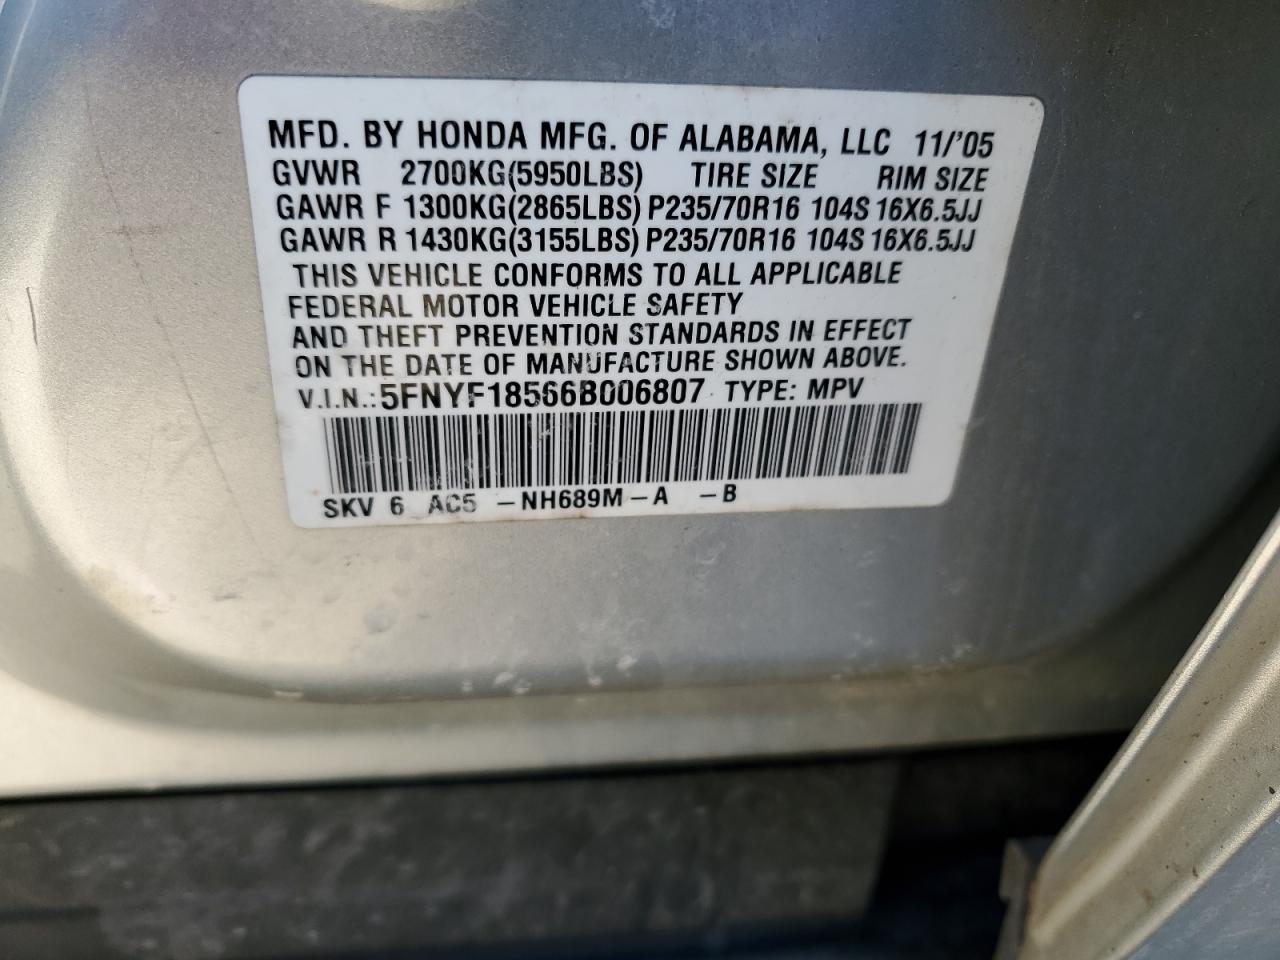 MFD. BY HONDA MFG. OF ALABAMA, LLC 11/'05
GVWR 2700KG(5950LBS) TIRE SIZE RIM SIZE
GAWR F 1300KG(2865LBS) P235/70R16 104S 16X6.5JJ
GAWR R 1430KG(3155LBS) P235/70R16 104S 16X6.5JJ
THIS VEHICLE CONFORMS TO ALL APPLICABLE
FEDERAL MOTOR VEHICLE SAFETY
AND THEFT PREVENTION STANDARDS IN EFFECT
ON THE DATE OF MANUFACTURE SHOWN ABOVE.
V.I.N.: 5FNYF18566B006807 TYPE: MPV
SKV 6 AC5 -NH689M-A -B